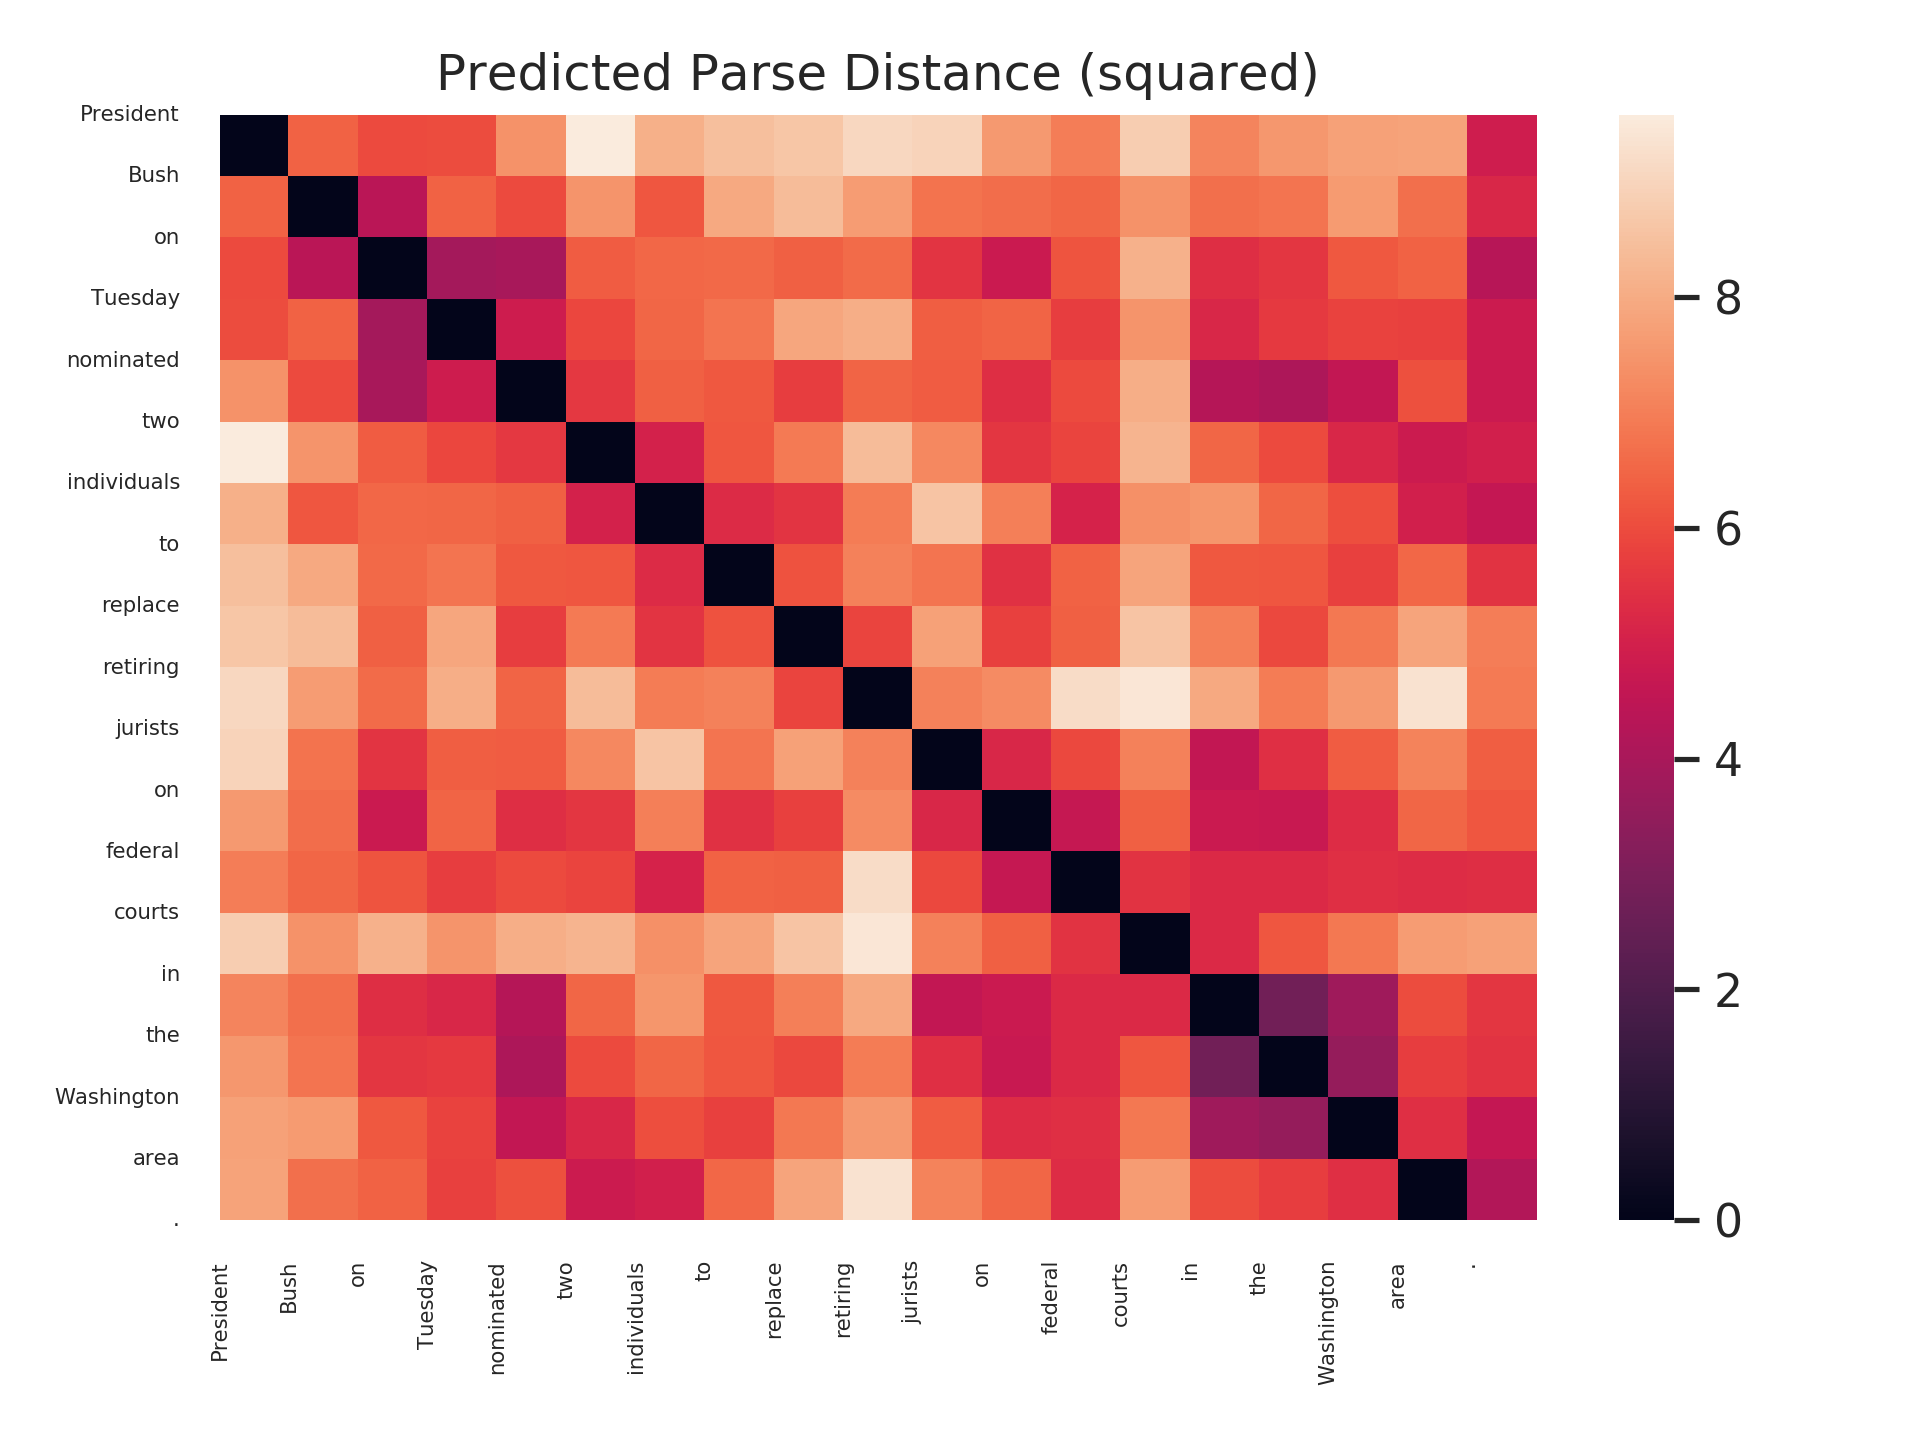 Predicted Parse Distance (squared)
President
Bush
on
Tuesday
nominated
two
individuals
to
replace
retiring
jurists
on
federal
courts
in
the
Washington
area
.
8
6
4
2
0
President
Bush
on
Tuesday
nominated
two
individuals
to
replace
retiring
jurists
on
federal
courts
in
the
Washington
area
.